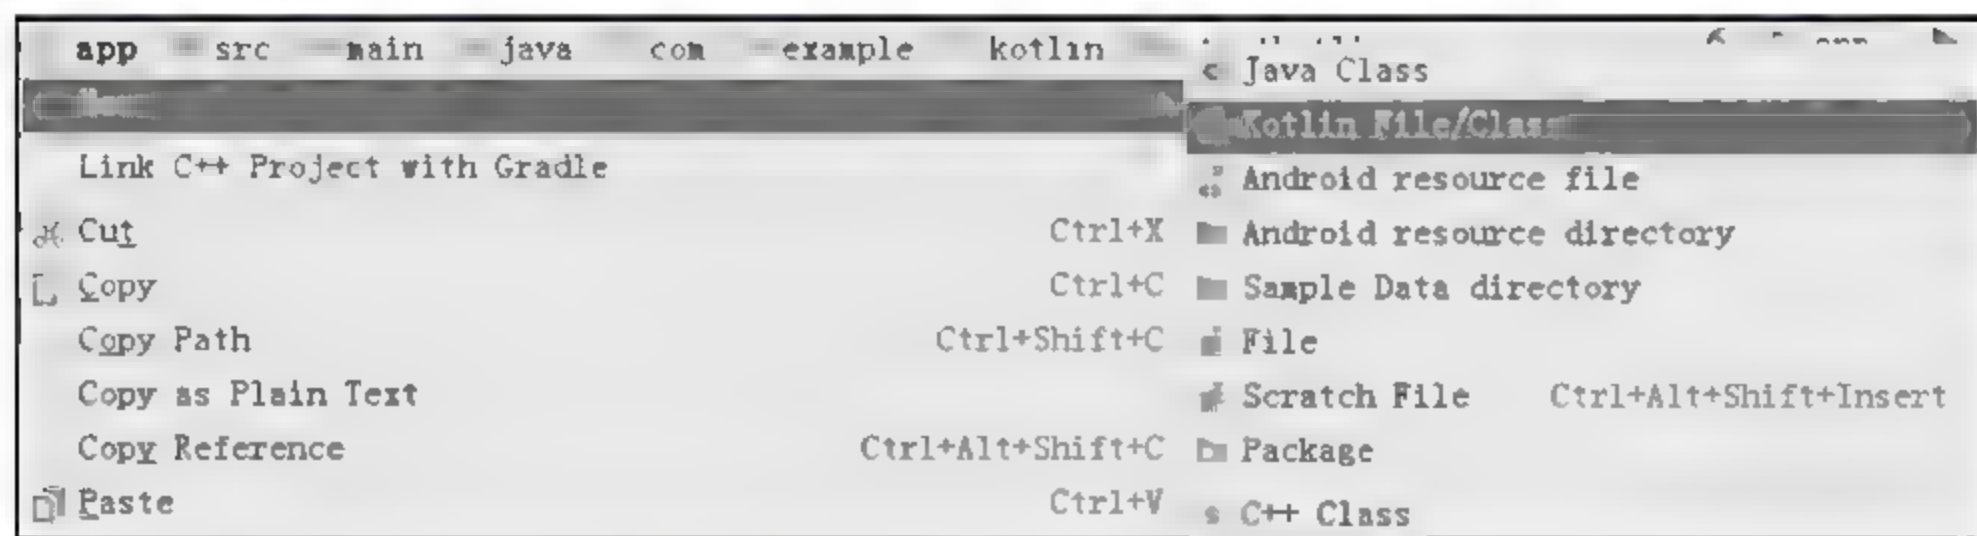 app src main java com example kotlin
Java Class
Kotlin File/Class
Link C++ Project with Gradle
Android resource file
Cut Ctrl+X
Android resource directory
Copy Ctrl+C
Sample Data directory
Copy Path Ctrl+Shift+C
File
Copy as Plain Text
Scratch File Ctrl+Alt+Shift+Insert
Copy Reference Ctrl+Alt+Shift+C
Package
Paste Ctrl+V
C++ Class